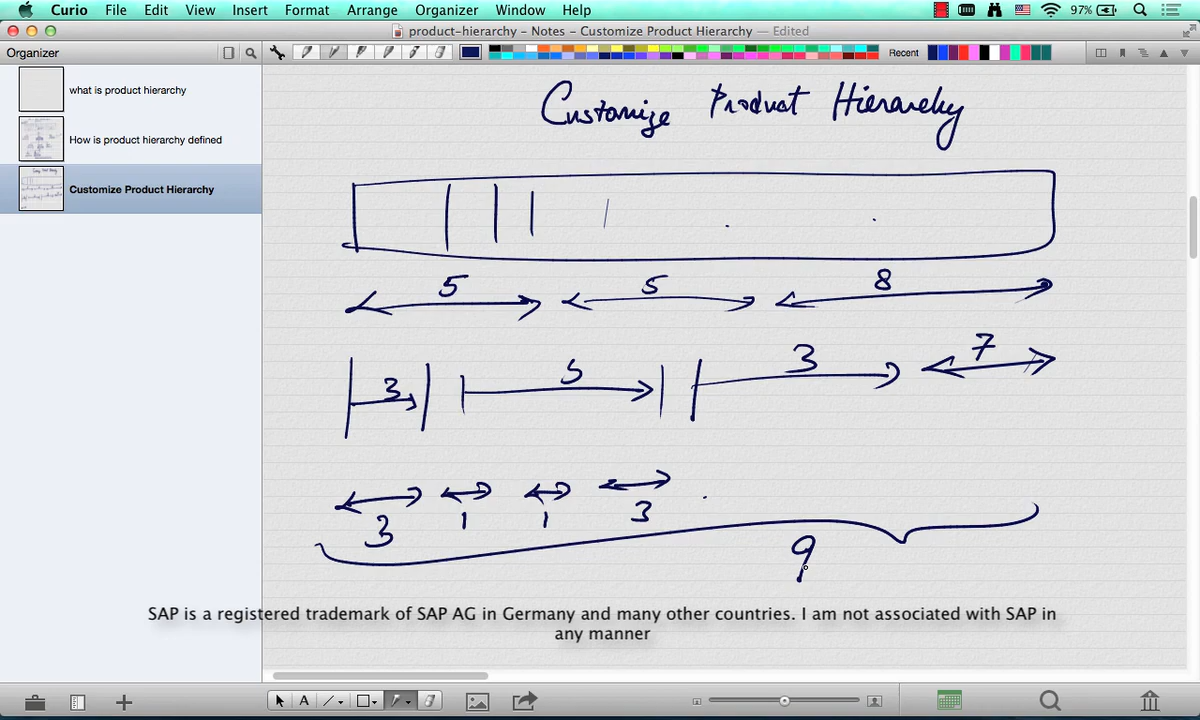 Curio File Edit View Insert Format Arrange Organizer Window Help 97%
product-hierarchy – Notes – Customize Product Hierarchy — Edited
Organizer
Recent
what is product hierarchy
How is product hierarchy defined
Customize Product Hierarchy
Customize Product Hierarchy
5 5 8
3 5 3 7
3 1 1 3
9
SAP is a registered trademark of SAP AG in Germany and many other countries. I am not associated with SAP in
any manner
A